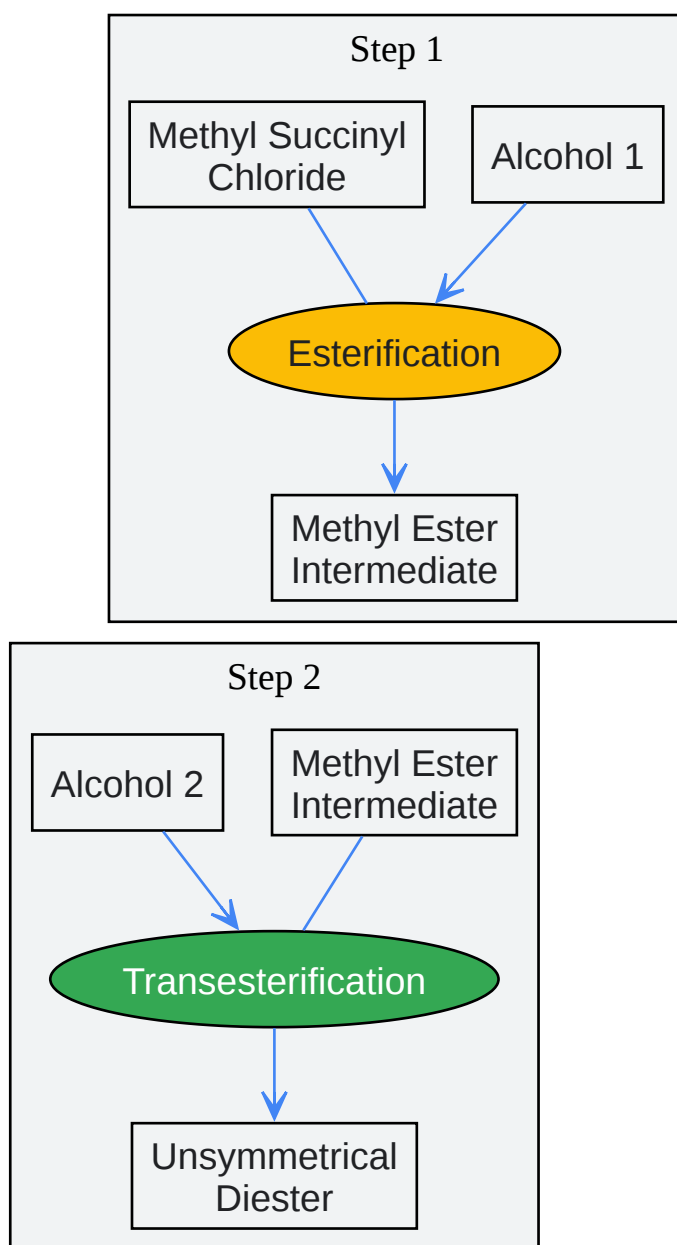 Step 1
Methyl Succinyl
Chloride
Alcohol 1
Esterification
Methyl Ester
Intermediate
Step 2
Alcohol 2
Methyl Ester
Intermediate
Transesterification
Unsymmetrical
Diester